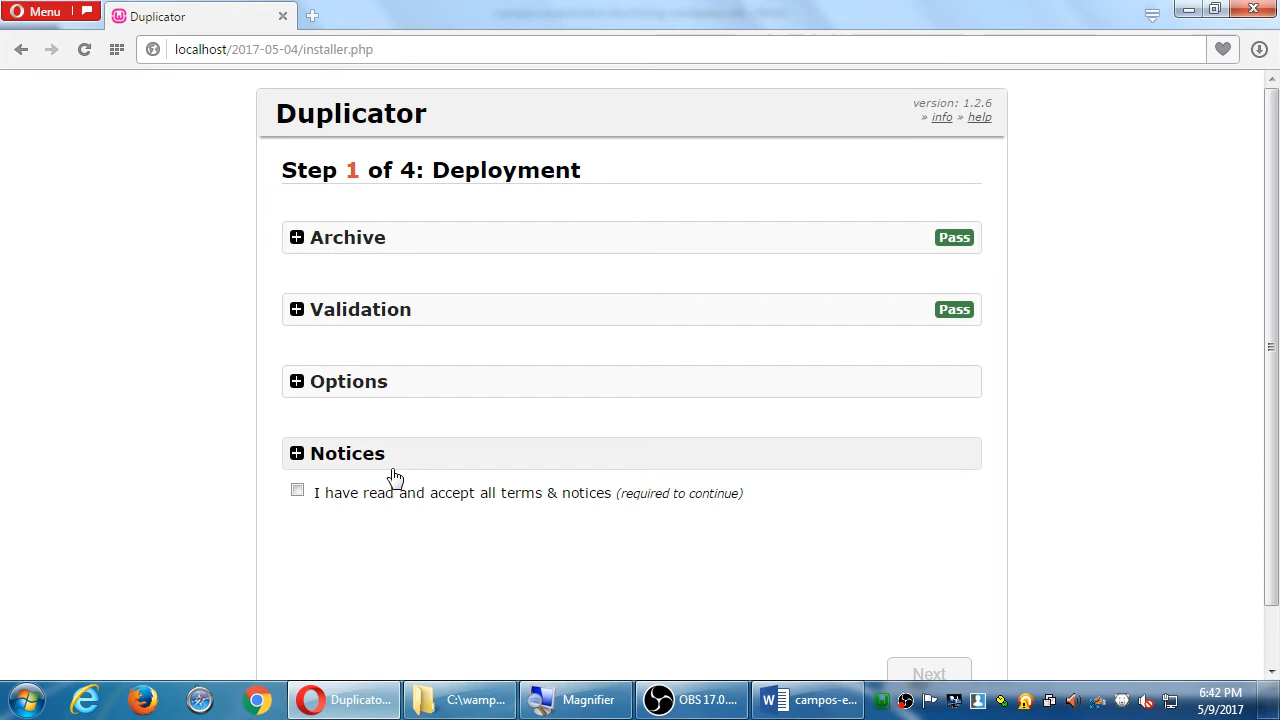 Menu
Duplicator
localhost/2017-05-04/installer.php
Duplicator
version: 1.2.6
» info » help
Step 1 of 4: Deployment
Archive
Pass
Validation
Pass
Options
Notices
I have read and accept all terms & notices (required to continue)
Next
Duplicato...
C:\wamp...
Magnifier
OBS 17.0....
campos-e...
6:42 PM
5/9/2017